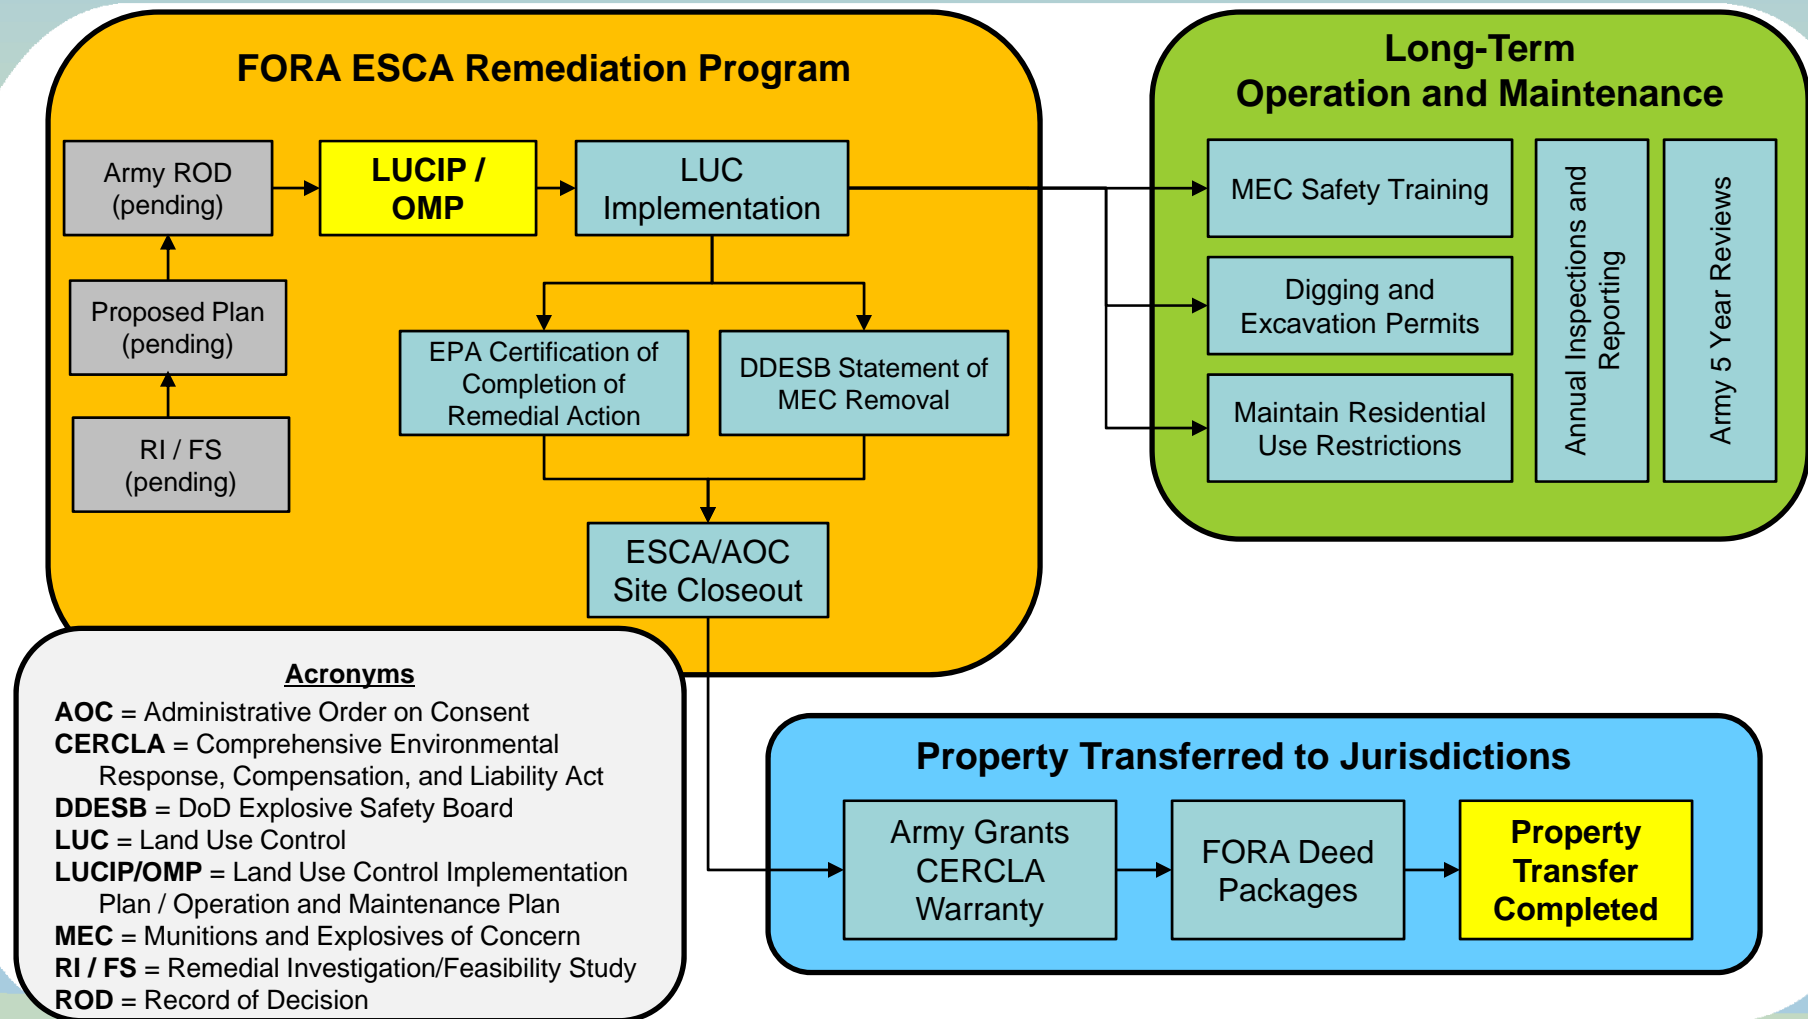 FORA ESCA Remediation Program
Army ROD
(pending)
LUCIP /
OMP
LUC
Implementation
Proposed Plan
(pending)
RI / FS
(pending)
EPA Certification of
Completion of
Remedial Action
DDESB Statement of
MEC Removal
ESCA/AOC
Site Closeout
Long-Term
Operation and Maintenance
MEC Safety Training
Digging and
Excavation Permits
Maintain Residential
Use Restrictions
Annual Inspections and
Reporting
Army 5 Year Reviews
Acronyms
AOC = Administrative Order on Consent
CERCLA = Comprehensive Environmental
Response, Compensation, and Liability Act
DDESB = DoD Explosive Safety Board
LUC = Land Use Control
LUCIP/OMP = Land Use Control Implementation
Plan / Operation and Maintenance Plan
MEC = Munitions and Explosives of Concern
RI / FS = Remedial Investigation/Feasibility Study
ROD = Record of Decision
Property Transferred to Jurisdictions
Army Grants
CERCLA
Warranty
FORA Deed
Packages
Property
Transfer
Completed